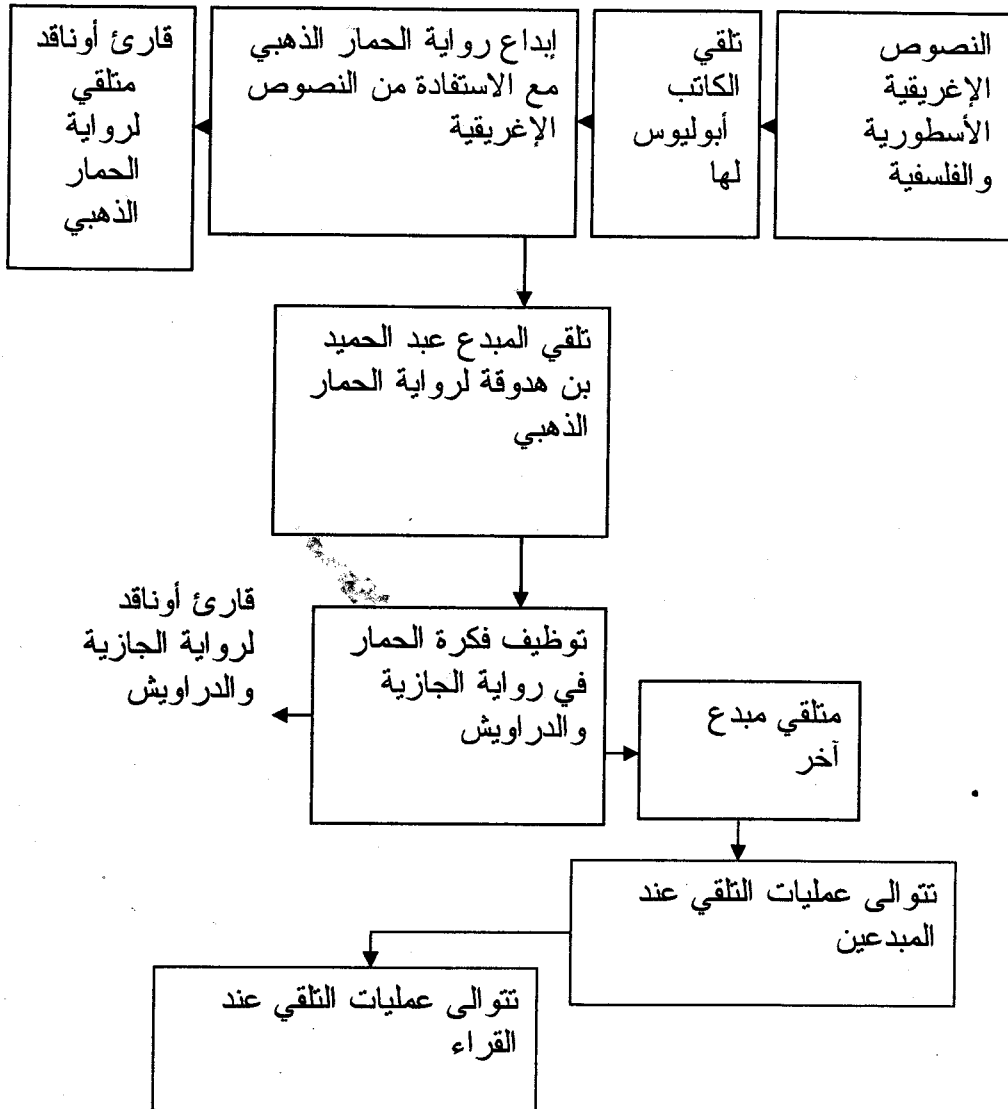 النصوص
الإغريقية
الأسطورية
والفلسفية
تلقي
الكاتب
أبوليوس
لها
إبداع رواية الحمار الذهبي
مع الاستفادة من النصوص
الإغريقية
قارئ أوناقد
متلقي
لرواية
الحمار
الذهبي
تلقي المبدع عبد الحميد
بن هدوقة لرواية الحمار
الذهبي
توظيف فكرة الحمار
في رواية الجازية
والدراويش
قارئ أوناقد
لرواية الجازية
والدراويش
متلقي مبدع
آخر
تتوالى عمليات التلقي عند
المبدعين
تتوالى عمليات التلقي عند
القراء